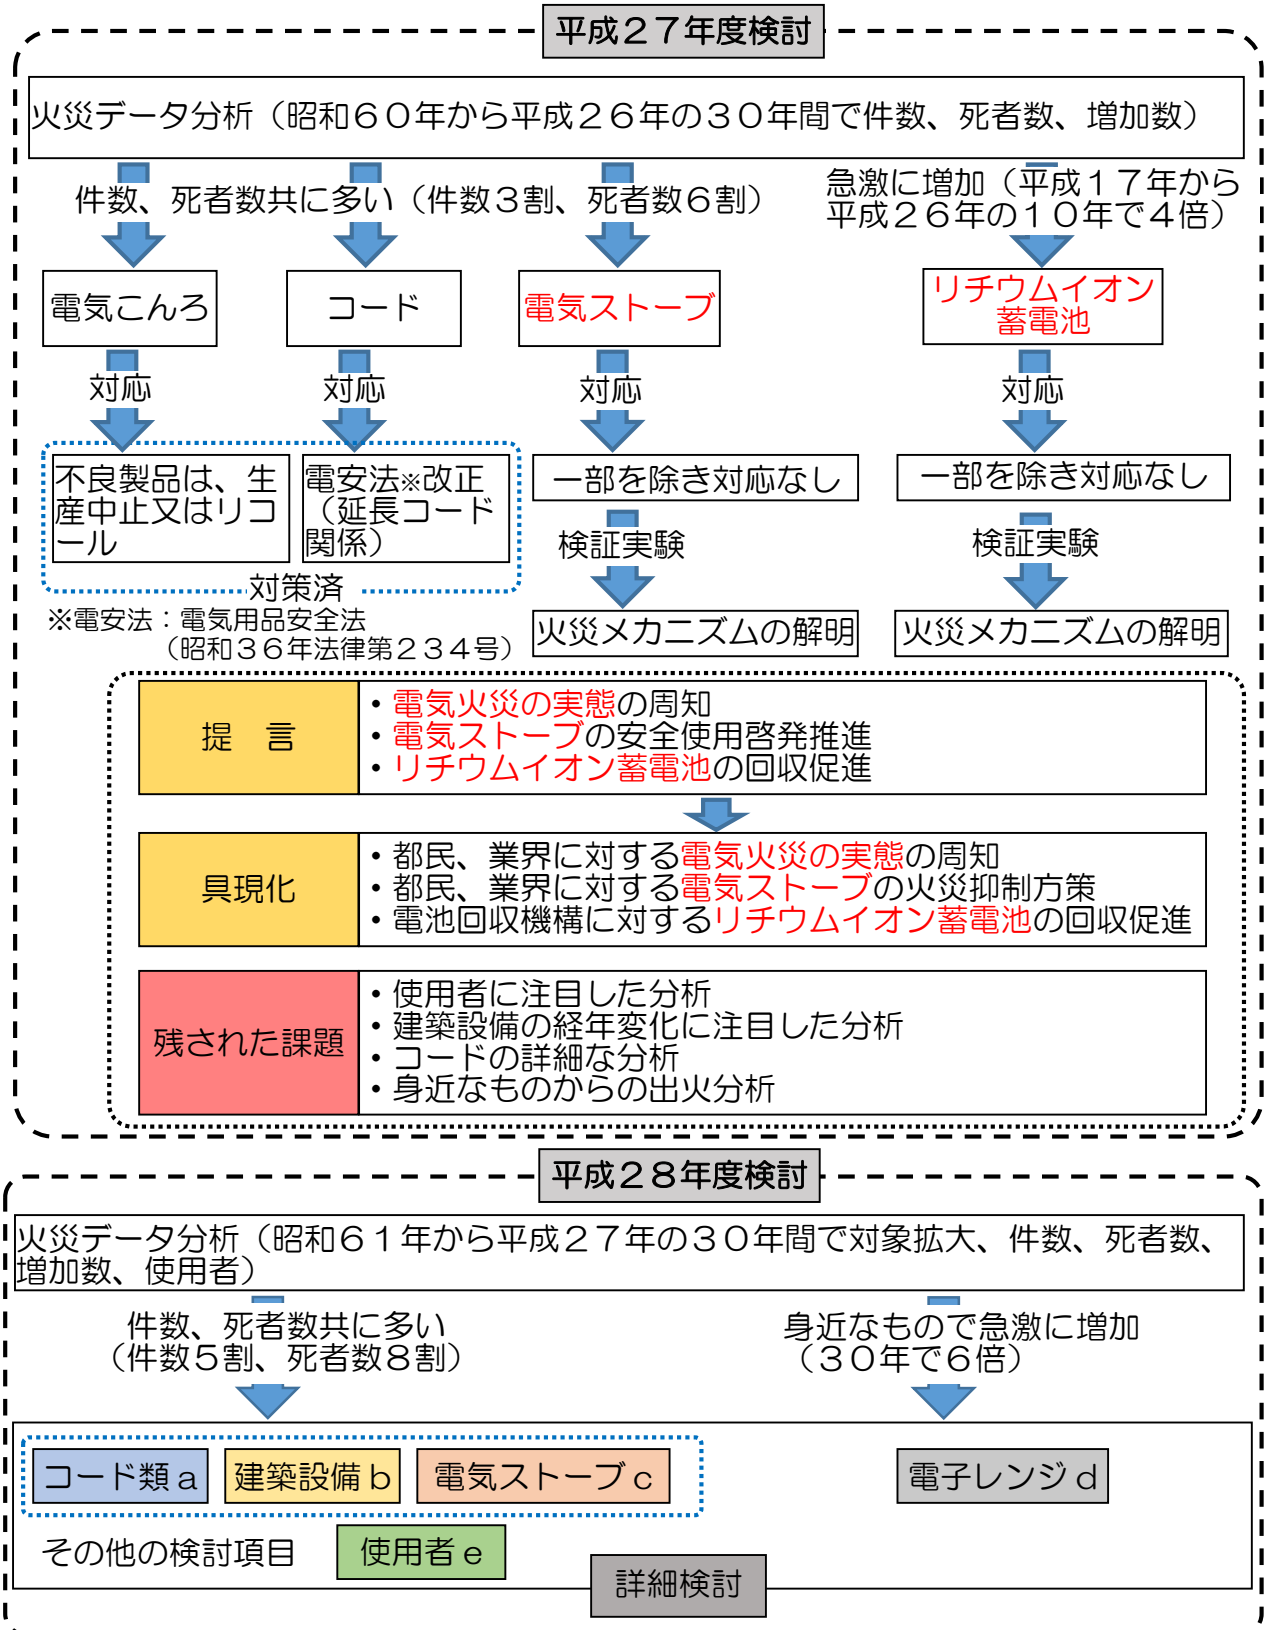 平成２７年度検討
火災データ分析（昭和６０年から平成２６年の３０年間で件数、死者数、増加数）
件数、死者数共に多い（件数３割、死者数６割）
急激に増加（平成１７年から
平成２６年の１０年で４倍）
電気こんろ
コード
電気ストーブ
リチウムイオン
蓄電池
対応
対応
対応
対応
不良製品は、生
産中止又はリコ
ール
電安法※改正
（延長コード
関係）
一部を除き対応なし
一部を除き対応なし
対策済
検証実験
検証実験
※電安法：電気用品安全法
（昭和３６年法律第２３４号）
火災メカニズムの解明
火災メカニズムの解明
提　言
・電気火災の実態の周知
・電気ストーブの安全使用啓発推進
・リチウムイオン蓄電池の回収促進
具現化
・都民、業界に対する電気火災の実態の周知
・都民、業界に対する電気ストーブの火災抑制方策
・電池回収機構に対するリチウムイオン蓄電池の回収促進
残された課題
・使用者に注目した分析
・建築設備の経年変化に注目した分析
・コードの詳細な分析
・身近なものからの出火分析
平成２８年度検討
火災データ分析（昭和６１年から平成２７年の３０年間で対象拡大、件数、死者数、
増加数、使用者）
件数、死者数共に多い
（件数５割、死者数８割）
身近なもので急激に増加
（３０年で６倍）
コード類ａ
建築設備ｂ
電気ストーブｃ
電子レンジｄ
その他の検討項目
使用者ｅ
詳細検討